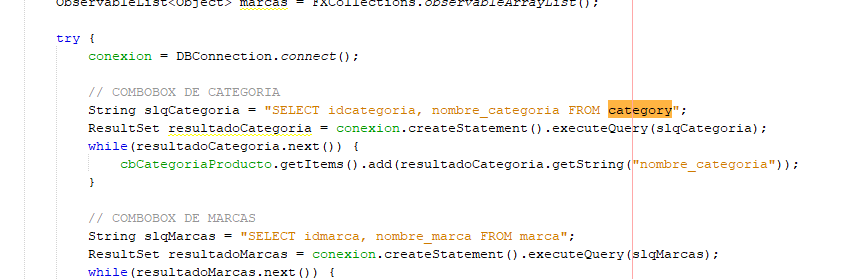 ObservableList<Object> marcas = FXCollections.observableArrayList();
try {
conexion = DBConnection.connect();
// COMBOBOX DE CATEGORIA
String slqCategoria = "SELECT idcategoria, nombre_categoria FROM category";
ResultSet resultadoCategoria = conexion.createStatement().executeQuery(slqCategoria);
while(resultadoCategoria.next()) {
cbCategoriaProducto.getItems().add(resultadoCategoria.getString("nombre_categoria"));
}
// COMBOBOX DE MARCAS
String slqMarcas = "SELECT idmarca, nombre_marca FROM marca";
ResultSet resultadoMarcas = conexion.createStatement().executeQuery(slqMarcas);
while(resultadoMarcas.next()) {